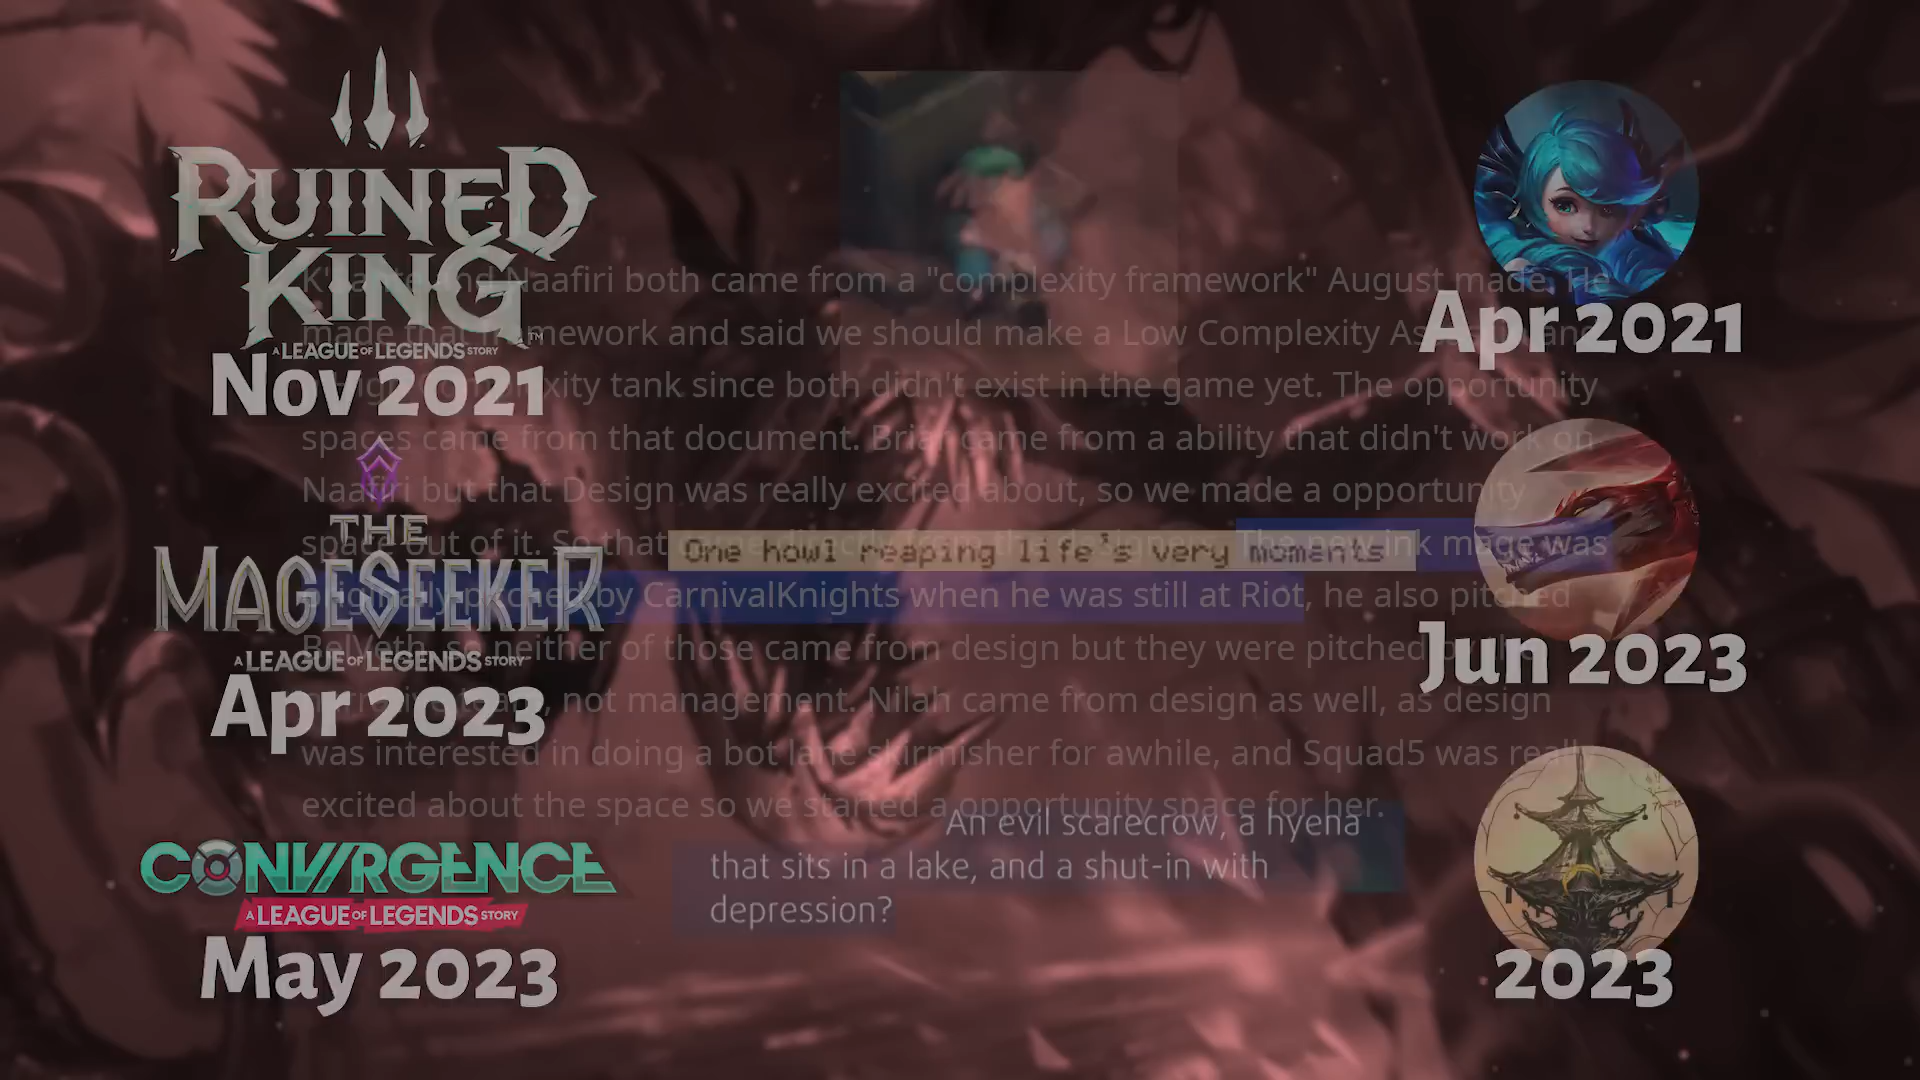 RUINED
KING™
A LEAGUE OF LEGENDS STORY
Nov 2021
THE
MAGESEEKER
A LEAGUE OF LEGENDS STORY
Apr 2023
CONV/RGENCE
A LEAGUE OF LEGENDS STORY
May 2023
Naafiri both came from a "complexity framework" August made. He
made framework and said we should make a Low Complexity
tank since both didn't exist in the game yet. The opportunity
spaces came from that document. Briar came from a ability that didn't work on
Naafiri but that Design was really excited about, so we made a opportunity
space out of it. So that The new ink mage was
by CarnivalKnights when he was still at Riot, he also pitched
Bel'Veth, so neither of those came from design but they were pitched
not management. Nilah came from design as well, as design
was interested in doing a bot lane skirmisher for awhile, and Squad5 was really
excited about the space so we started a opportunity space for her.
One howl reaping life's very moments
An evil scarecrow, a hyena
that sits in a lake, and a shut-in with
depression?
Apr 2021
Jun 2023
2023